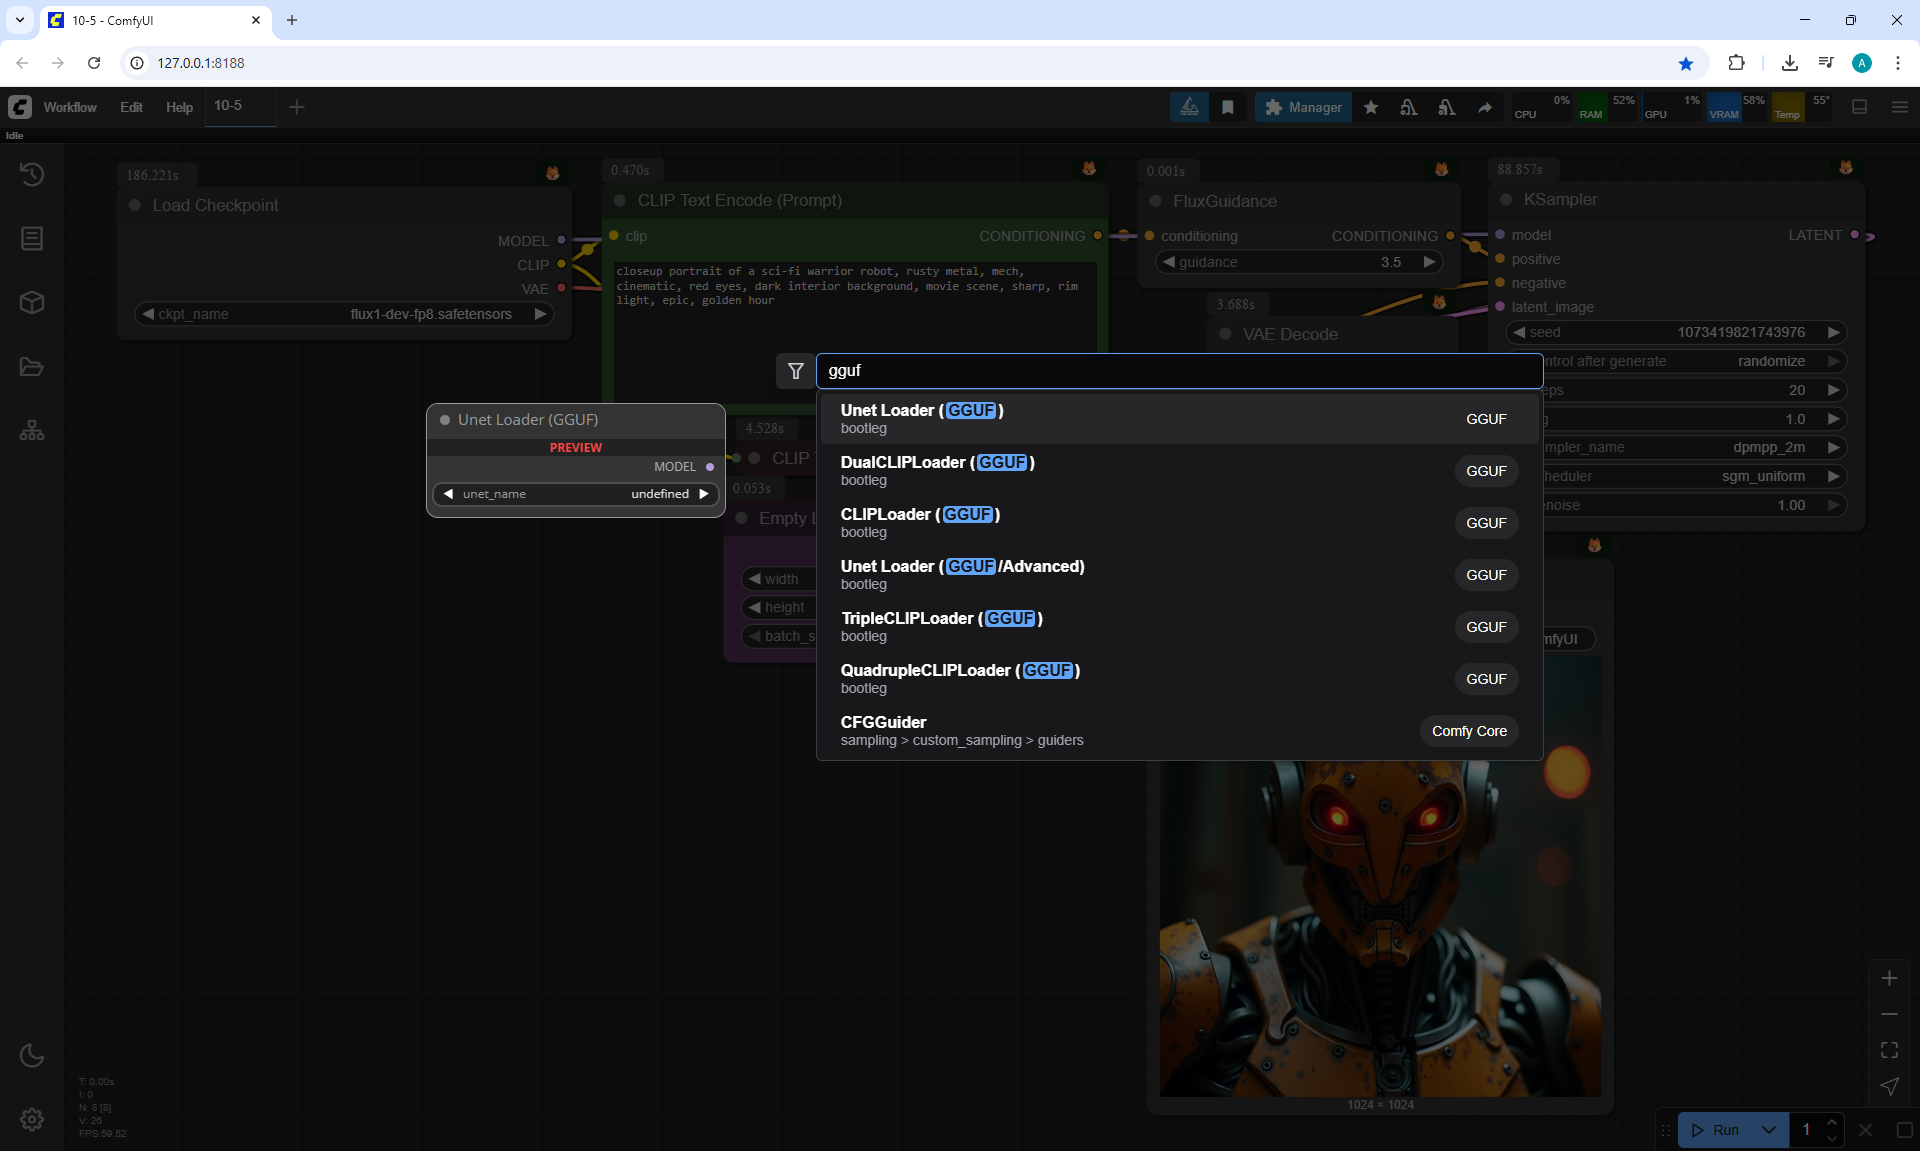 10-5 - ComfyUI
127.0.0.1:8188
A
Workflow Edit Help 10-5
Manager
CPU 0% RAM 52% GPU 1% VRAM 58% Temp 55°
Idle
186.221s
Load Checkpoint
MODEL
CLIP
VAE
ckpt_name flux1-dev-fp8.safetensors
0.470s
CLIP Text Encode (Prompt)
clip CONDITIONING
closeup portrait of a sci-fi warrior robot, rusty metal, mech,
cinematic, red eyes, dark interior background, movie scene, sharp, rim
light, epic, golden hour
0.001s
FluxGuidance
conditioning CONDITIONING
guidance 3.5
3.688s
VAE Decode
88.857s
KSampler
model LATENT
positive
negative
latent_image
seed 1073419821743976
ntrol after generate randomize
eps 20
g 1.0
mpler_name dpmpp_2m
heduler sgm_uniform
noise 1.00
gguf
Unet Loader (GGUF)
bootleg
GGUF
DualCLIPLoader (GGUF)
bootleg
GGUF
CLIPLoader (GGUF)
bootleg
GGUF
Unet Loader (GGUF/Advanced)
bootleg
GGUF
TripleCLIPLoader (GGUF)
bootleg
GGUF
QuadrupleCLIPLoader (GGUF)
bootleg
GGUF
CFGGuider
sampling > custom_sampling > guiders
Comfy Core
Unet Loader (GGUF)
PREVIEW
MODEL
unet_name undefined
4.528s
CLIP T
0.053s
Empty L
width
height
batch_s
mfyUI
1024 × 1024
T: 0.00s
I: 0
N: 8 [8]
V: 26
FPS:59.52
Run 1